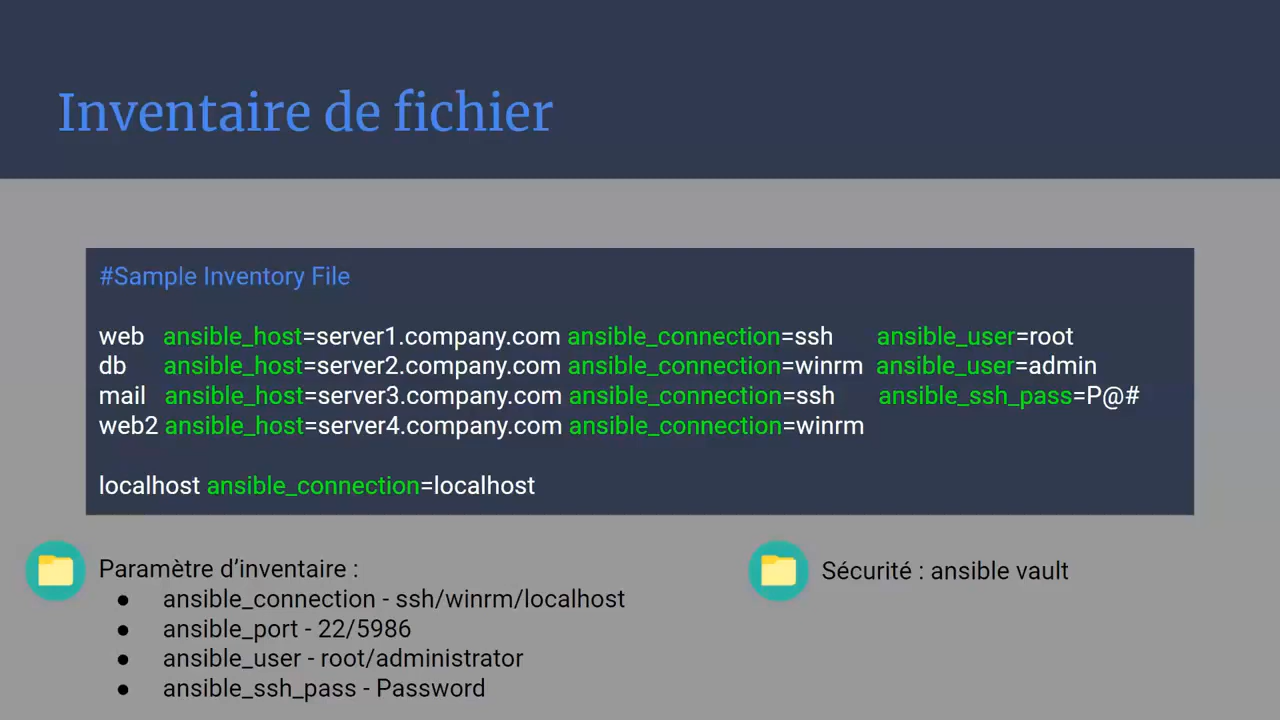 Inventaire de fichier
#Sample Inventory File
web ansible_host=server1.company.com ansible_connection=ssh ansible_user=root
db ansible_host=server2.company.com ansible_connection=winrm ansible_user=admin
mail ansible_host=server3.company.com ansible_connection=ssh ansible_ssh_pass=P@#
web2 ansible_host=server4.company.com ansible_connection=winrm
localhost ansible_connection=localhost
Paramètre d’inventaire :
● ansible_connection - ssh/winrm/localhost
● ansible_port - 22/5986
● ansible_user - root/administrator
● ansible_ssh_pass - Password
Sécurité : ansible vault